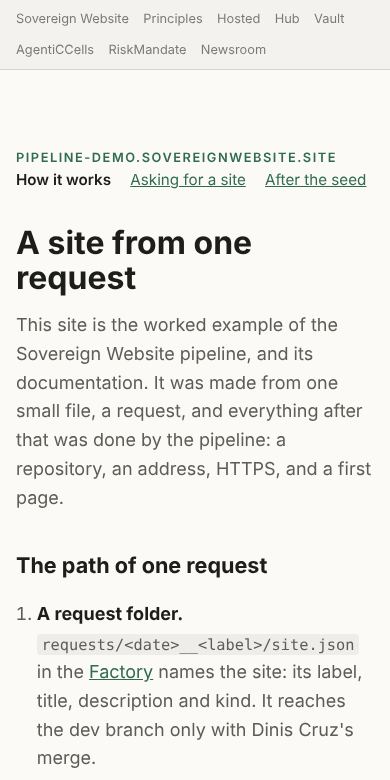 Sovereign Website Principles Hosted Hub Vault
AgentiCCells RiskMandate Newsroom
PIPELINE-DEMO.SOVEREIGNWEBSITE.SITE
How it works Asking for a site After the seed
A site from one
request
This site is the worked example of the
Sovereign Website pipeline, and its
documentation. It was made from one
small file, a request, and everything after
that was done by the pipeline: a
repository, an address, HTTPS, and a first
page.
The path of one request
1. A request folder.
requests/<date>__<label>/site.json
in the Factory names the site: its label,
title, description and kind. It reaches
the dev branch only with Dinis Cruz's
merge.